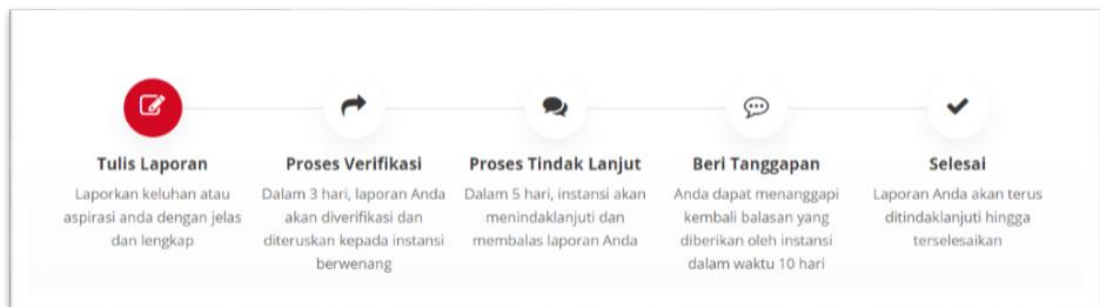 Tulis Laporan
Laporkan keluhan atau
aspirasi anda dengan jelas
dan lengkap
Proses Verifikasi
Dalam 3 hari, laporan Anda
akan diverifikasi dan
diteruskan kepada instansi
berwenang
Proses Tindak Lanjut
Dalam 5 hari, instansi akan
menindaklanjuti dan
membalas laporan Anda
Beri Tanggapan
Anda dapat menanggapi
kembali balasan yang
diberikan oleh instansi
dalam waktu 10 hari
Selesai
Laporan Anda akan terus
ditindaklanjuti hingga
terselesaikan